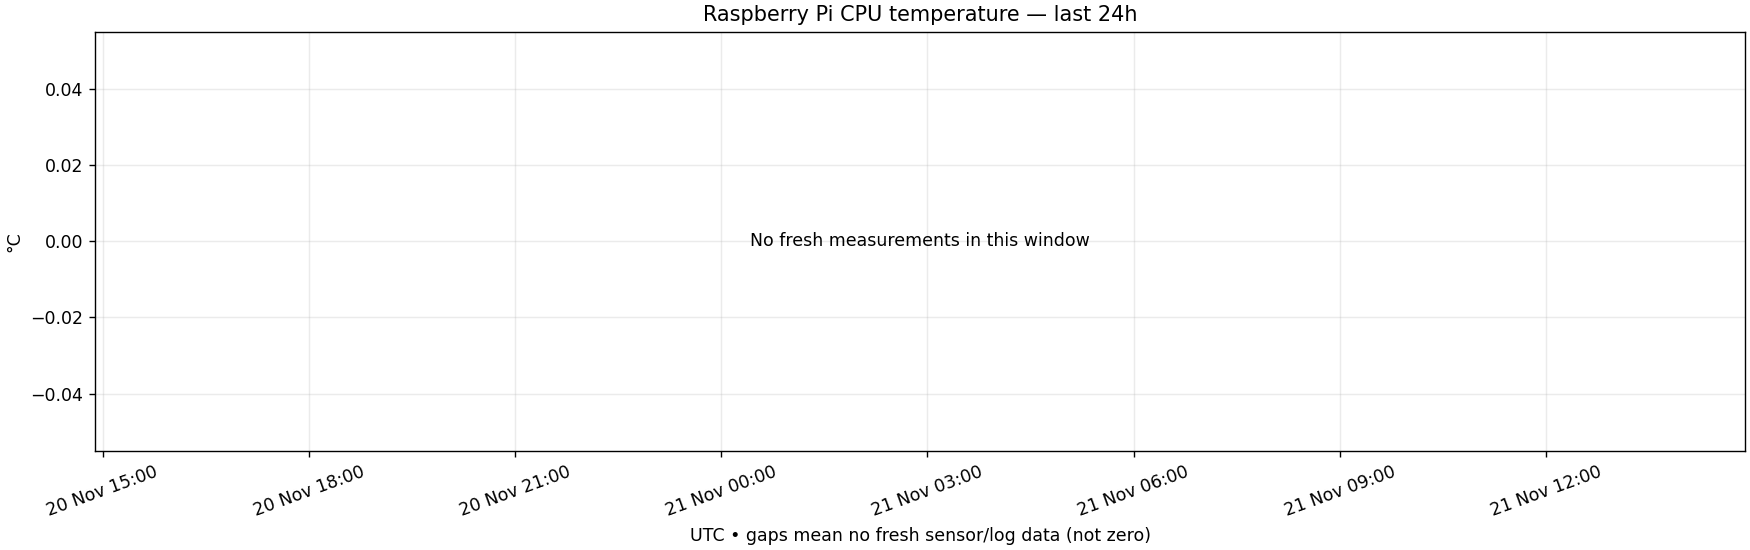 Raspberry Pi CPU temperature — last 24h
0.04
0.02
0.00
−0.02
−0.04
°C
No fresh measurements in this window
20 Nov 15:00
20 Nov 18:00
20 Nov 21:00
21 Nov 00:00
21 Nov 03:00
21 Nov 06:00
21 Nov 09:00
21 Nov 12:00
UTC • gaps mean no fresh sensor/log data (not zero)